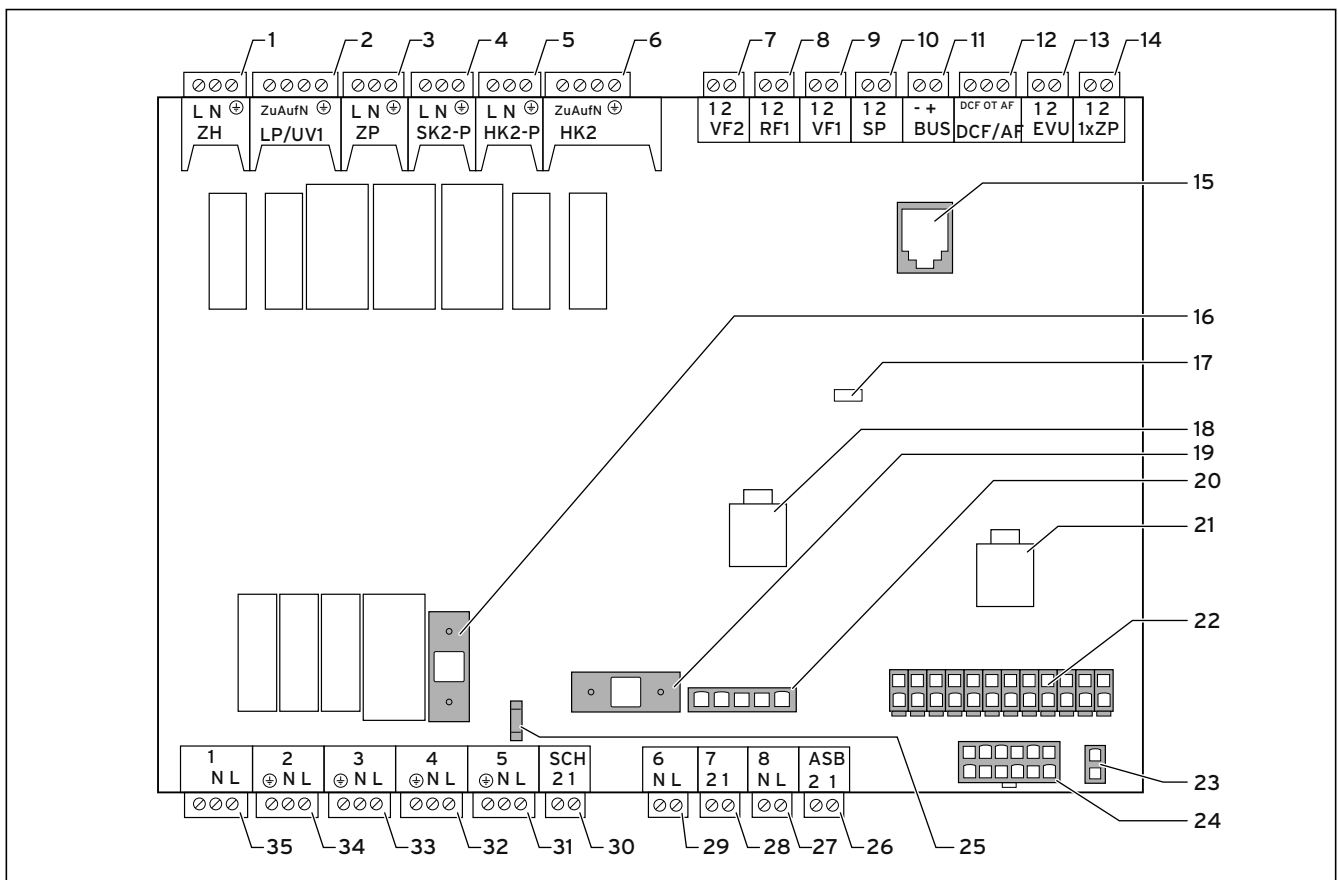 1 2 3 4 5 6 7 8 9 10 11 12 13 14
L N ZuAufN L N L N L N ZuAufN 1 2 1 2 1 2 1 2 - + DCF OT AF 1 2 1 2
ZH LP/UV1 ZP SK2-P HK2-P HK2 VF2 RF1 VF1 SP BUS DCF/AF EVU 1xZP
15
16
17
18
19
20
21
22
1 2 3 4 5 SCH 6 7 8 ASB
N L N L N L N L N L 2 1 N L 2 1 N L 2 1
23
24
35 34 33 32 31 30 29 28 27 26 25